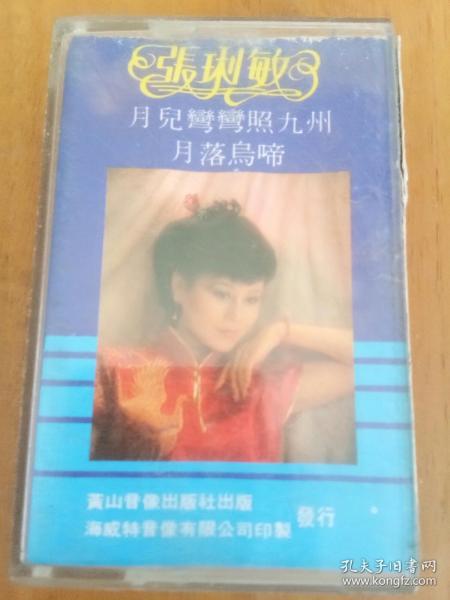 張琍敏
月兒彎彎照九州
月落烏啼
黃山音像出版社出版
海威特音像有限公司印製
發行
孔夫子旧书网
www.kongfz.com